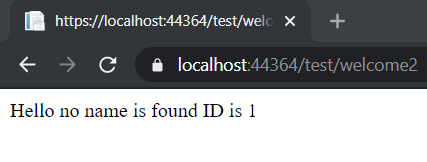 https://localhost:44364/test/welc
localhost:44364/test/welcome2
Hello no name is found ID is 1